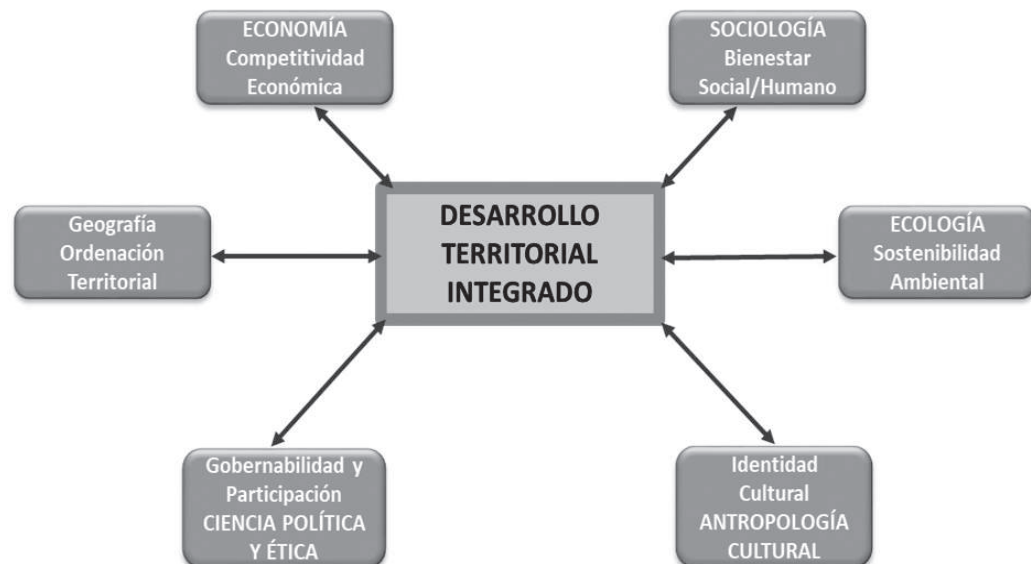 ECONOMÍA
Competitividad
Económica
SOCIOLOGÍA
Bienestar
Social/Humano
Geografía
Ordenación
Territorial
DESARROLLO
TERRITORIAL
INTEGRADO
ECOLOGÍA
Sostenibilidad
Ambiental
Gobernabilidad y
Participación
CIENCIA POLÍTICA
Y ÉTICA
Identidad
Cultural
ANTROPOLOGÍA
CULTURAL